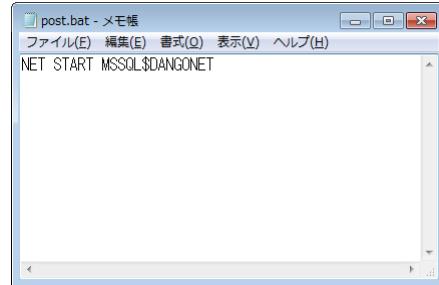 post.bat - メモ帳
ファイル(F) 編集(E) 書式(O) 表示(V) ヘルプ(H)
NET START MSSQL$DANGONET